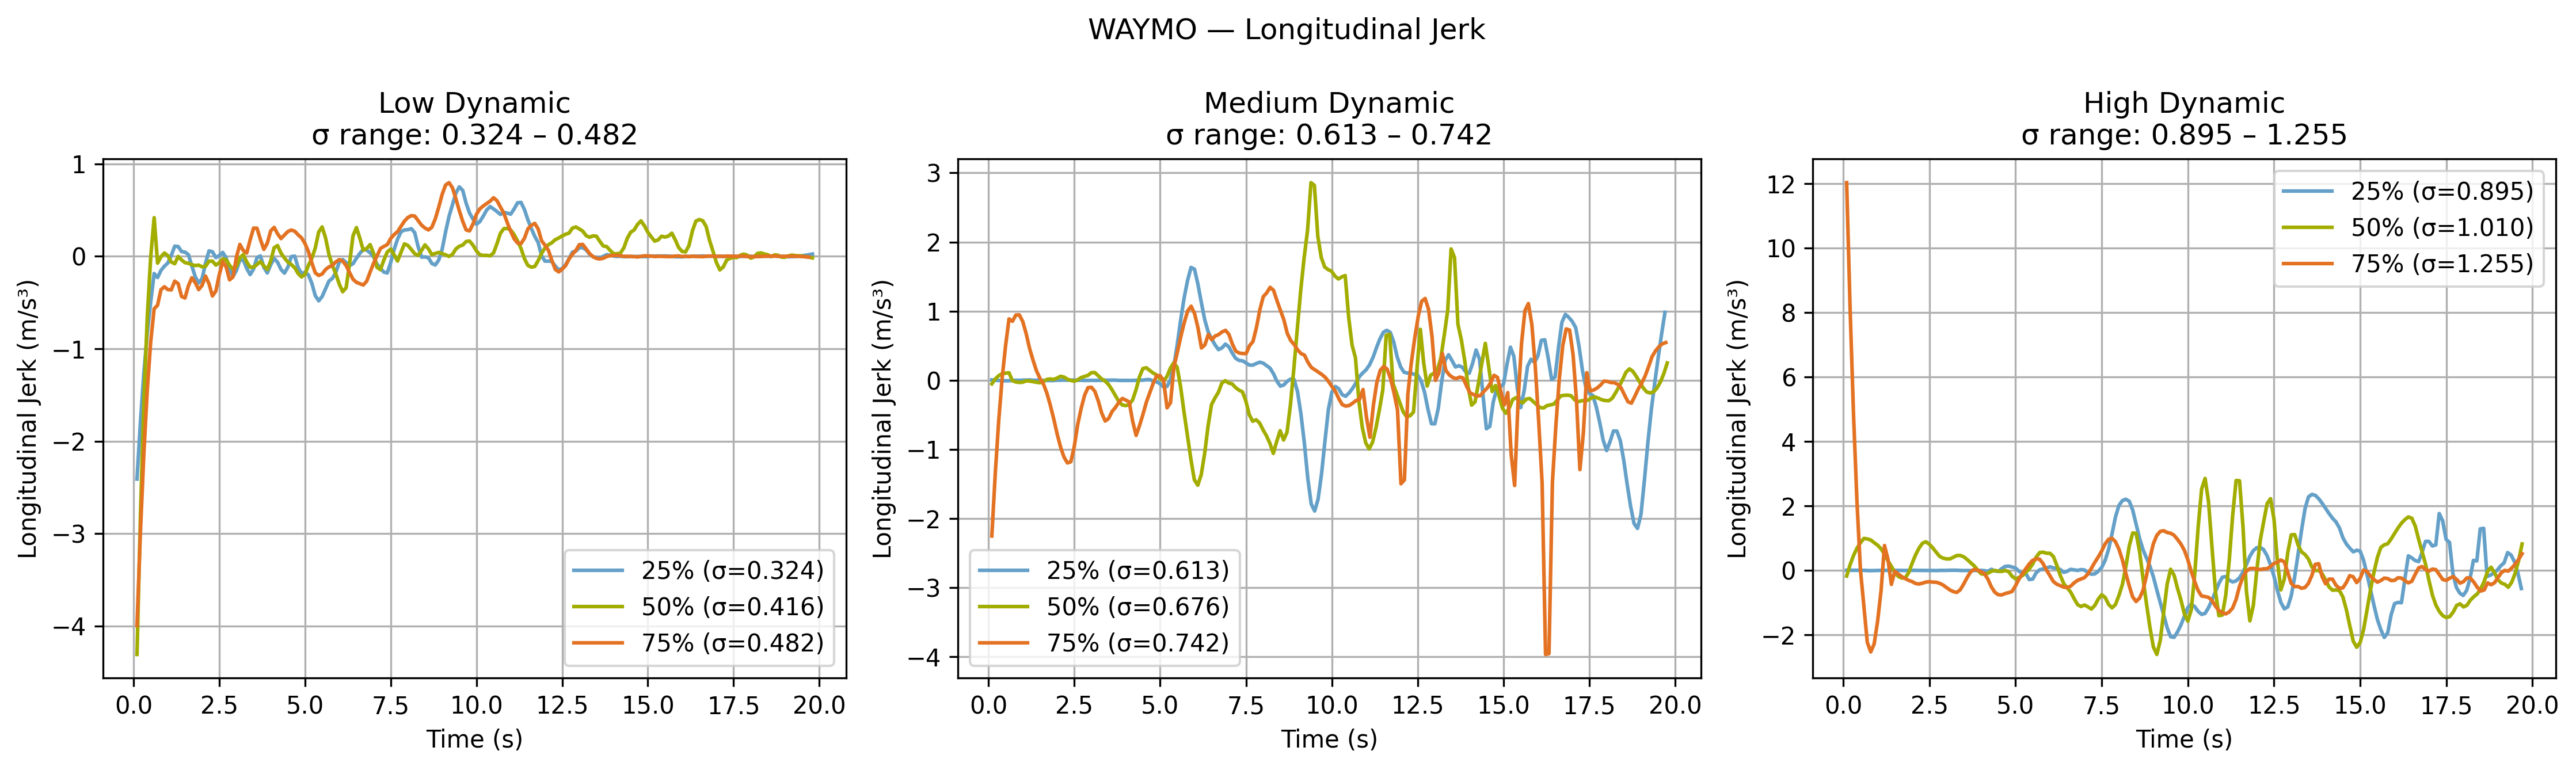 WAYMO — Longitudinal Jerk
Low Dynamic
σ range: 0.324 – 0.482
Longitudinal Jerk (m/s³)
1
0
−1
−2
−3
−4
0.0 2.5 5.0 7.5 10.0 12.5 15.0 17.5 20.0
Time (s)
25% (σ=0.324)
50% (σ=0.416)
75% (σ=0.482)
Medium Dynamic
σ range: 0.613 – 0.742
Longitudinal Jerk (m/s³)
3
2
1
0
−1
−2
−3
−4
0.0 2.5 5.0 7.5 10.0 12.5 15.0 17.5 20.0
Time (s)
25% (σ=0.613)
50% (σ=0.676)
75% (σ=0.742)
High Dynamic
σ range: 0.895 – 1.255
Longitudinal Jerk (m/s³)
12
10
8
6
4
2
0
−2
0.0 2.5 5.0 7.5 10.0 12.5 15.0 17.5 20.0
Time (s)
25% (σ=0.895)
50% (σ=1.010)
75% (σ=1.255)